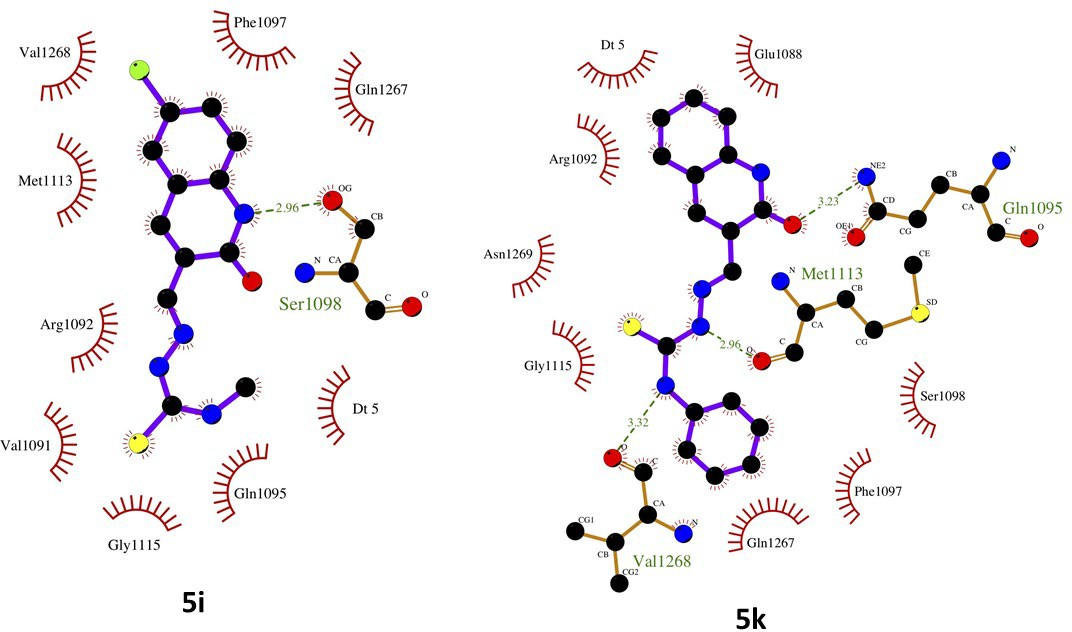 Phe1097
Val1268
Gln1267
Met1113
2.96
OG
CB
N
CA
C
O
Ser1098
Arg1092
Dt 5
Val1091
Gln1095
Gly1115
5i
Dt 5
Glu1088
Arg1092
N
NE2
CB
CA
3.23
CD
CG
C
O
Gln1095
Asn1269
Met1113
CE
N
CB
SD
CA
CG
C
2.96
O
Gly1115
Ser1098
3.32
O
C
Phe1097
CA
CG1
N
CB
Gln1267
CG2
Val1268
5k